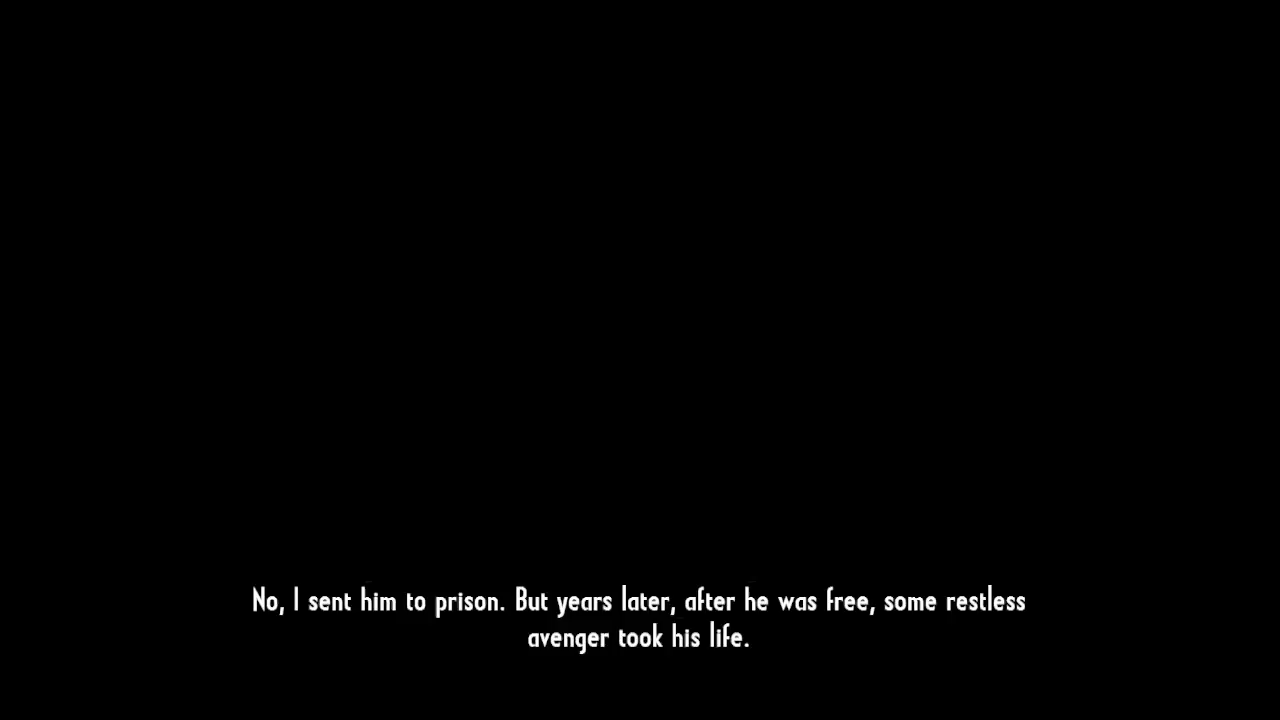 No, I sent him to prison. But years later, after he was free, some restless
avenger took his life.